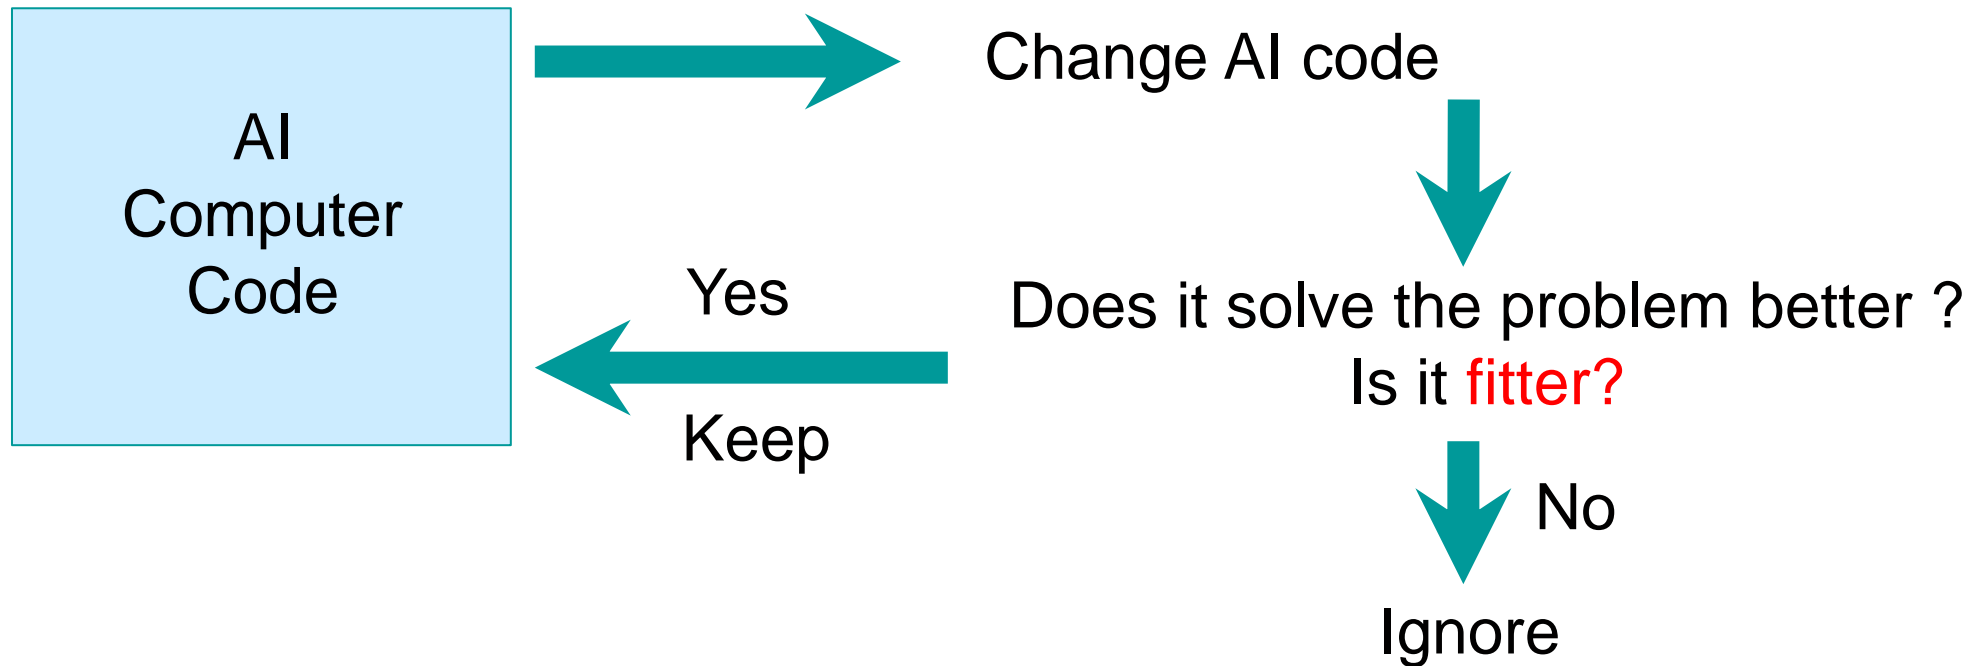 AI
Computer
Code
Change AI code
Does it solve the problem better ?
Is it fitter?
Yes
Keep
No
Ignore